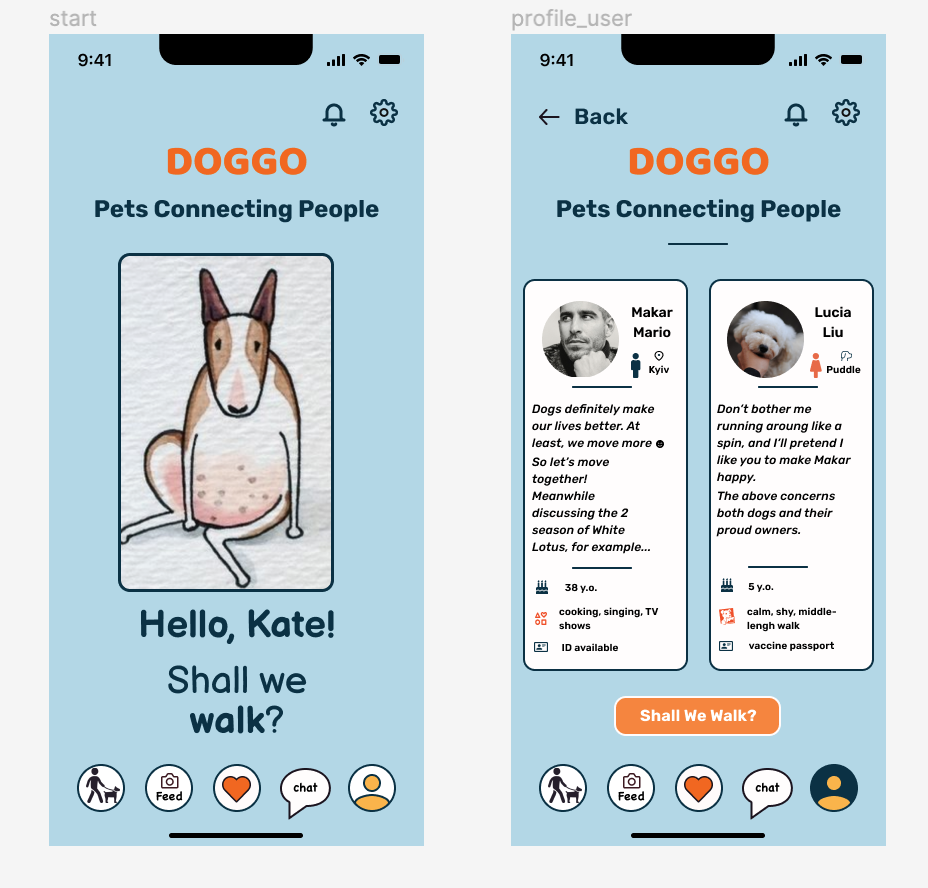 start
9:41
DOGGO
Pets Connecting People
Hello, Kate!
Shall we
walk?
Feed
chat
profile_user
9:41
Back
DOGGO
Pets Connecting People
Makar
Mario
Kyiv
Dogs definitely make
our lives better. At
least, we move more
So let's move
together!
Meanwhile
discussing the 2
season of White
Lotus, for example...
38 y.o.
cooking, singing, TV
shows
ID available
Lucia
Liu
Puddle
Don't bother me
running aroung like a
spin, and I'll pretend I
like you to make Makar
happy.
The above concerns
both dogs and their
proud owners.
5 y.o.
calm, shy, middle-
lengh walk
vaccine passport
Shall We Walk?
Feed
chat